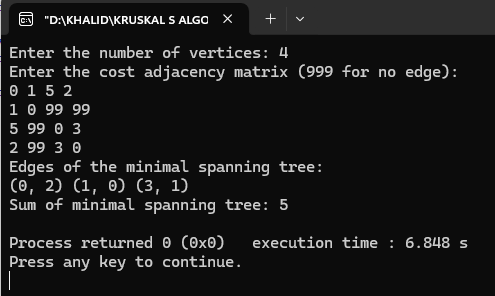 "D:\KHALID\KRUSKAL S ALGO
Enter the number of vertices: 4
Enter the cost adjacency matrix (999 for no edge):
0 1 5 2
1 0 99 99
5 99 0 3
2 99 3 0
Edges of the minimal spanning tree:
(0, 2) (1, 0) (3, 1)
Sum of minimal spanning tree: 5
Process returned 0 (0x0)   execution time : 6.848 s
Press any key to continue.